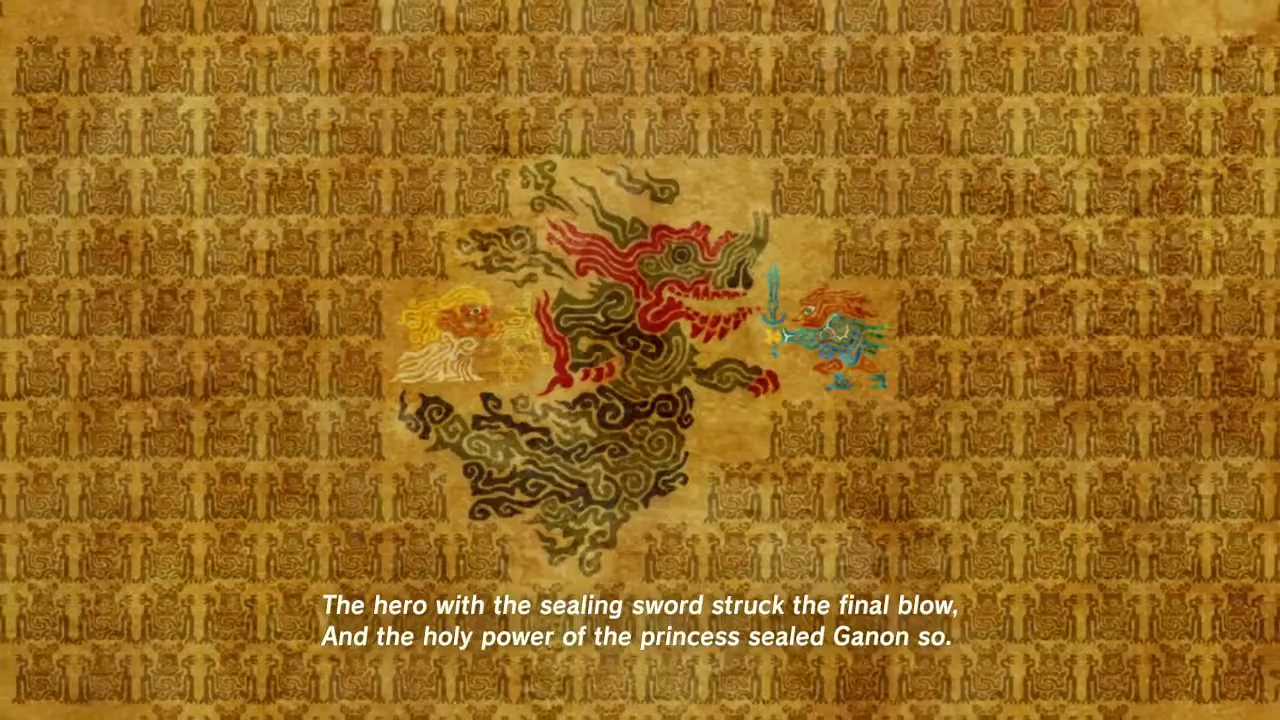 The hero with the sealing sword struck the final blow,
And the holy power of the princess sealed Ganon so.